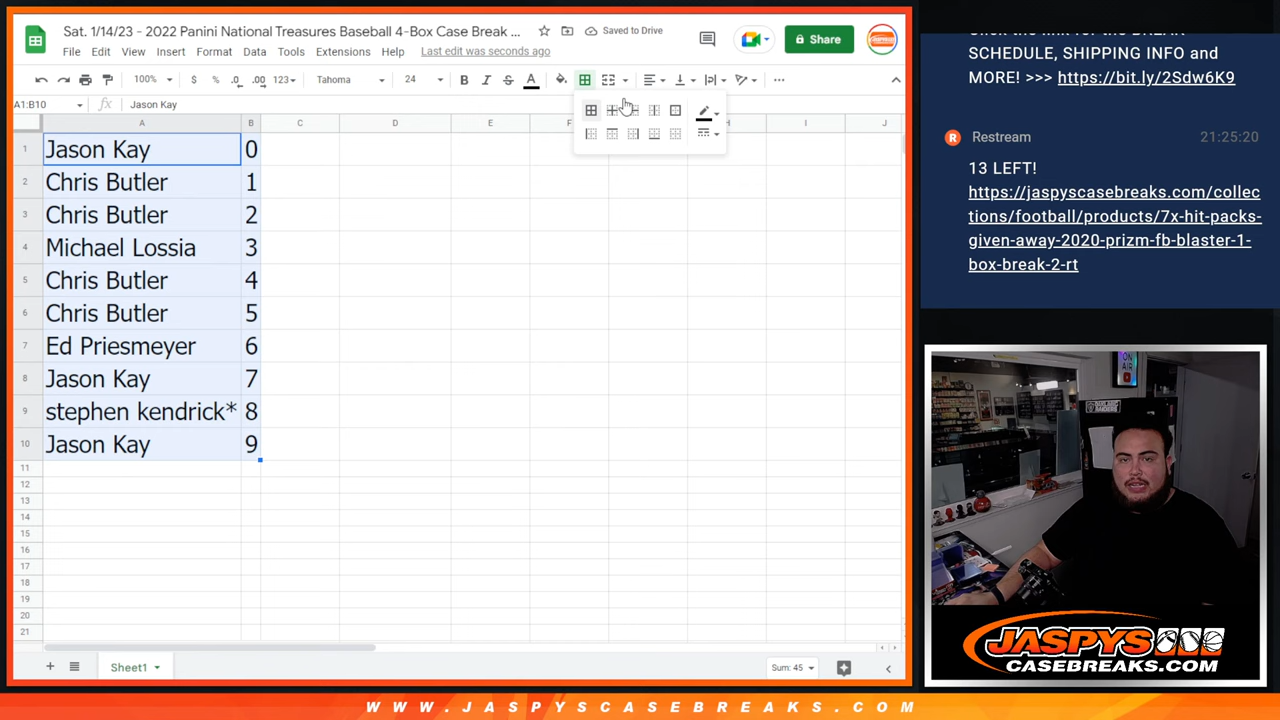 Sat. 1/14/23 - 2022 Panini National Treasures Baseball 4-Box Case Break ...
Saved to Drive
Share
File Edit View Insert Format Data Tools Extensions Help Last edit was seconds ago
100% $ % .0 .00 123 Tahoma 24 B I S A
A1:B10 fx Jason Kay
A B C D E F H I J
1 Jason Kay 0
2 Chris Butler 1
3 Chris Butler 2
4 Michael Lossia 3
5 Chris Butler 4
6 Chris Butler 5
7 Ed Priesmeyer 6
8 Jason Kay 7
9 stephen kendrick* 8
10 Jason Kay 9
11
12
13
14
15
16
17
18
19
20
21
Sheet1
Sum: 45
SCHEDULE, SHIPPING INFO and
MORE! >>> https://bit.ly/2Sdw6K9
R Restream 21:25:20
13 LEFT!
https://jaspyscasebreaks.com/collec
tions/football/products/7x-hit-packs-
given-away-2020-prizm-fb-blaster-1-
box-break-2-rt
ON
AIR
JASPYS
CASEBREAKS.COM
WWW.JASPYSCASEBREAKS.COM